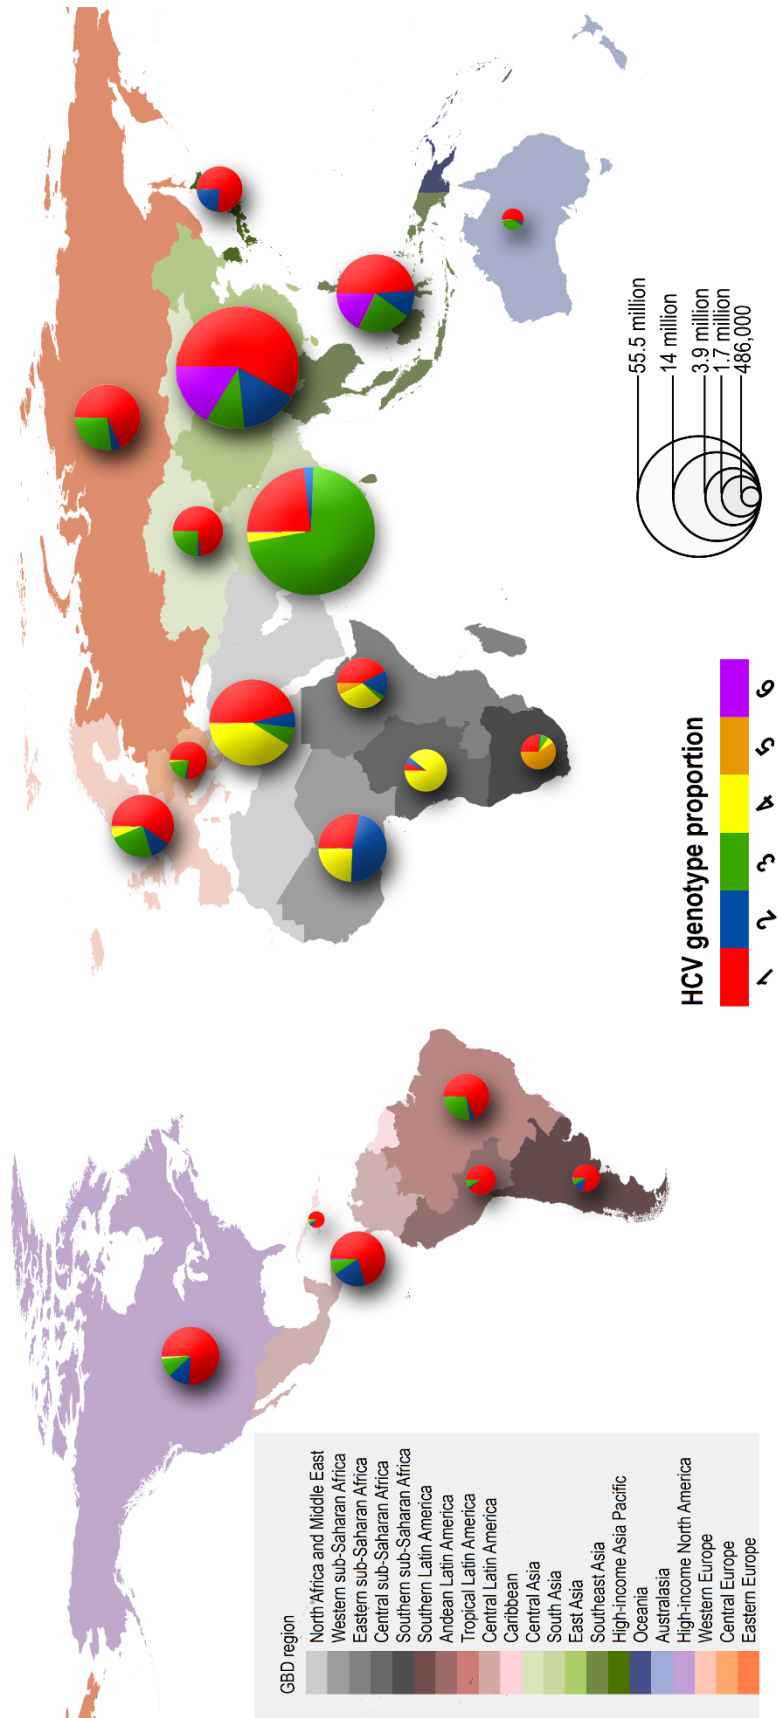 GBD region
North Africa and Middle East
Western sub-Saharan Africa
Eastern sub-Saharan Africa
Central sub-Saharan Africa
Southern sub-Saharan Africa
Southern Latin America
Andean Latin America
Tropical Latin America
Central Latin America
Caribbean
Central Asia
South Asia
East Asia
Southeast Asia
High-income Asia Pacific
Oceania
Australasia
High-income North America
Western Europe
Central Europe
Eastern Europe
HCV genotype proportion
1 2 3 4 5 6
55.5 million
14 million
3.9 million
1.7 million
486,000